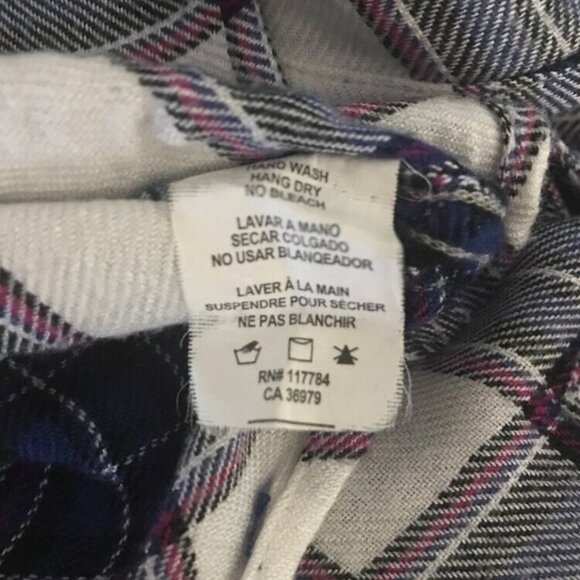 HAND WASH
HANG DRY
NO BLEACH
LAVAR A MANO
SECAR COLGADO
NO USAR BLANQEADOR
LAVER À LA MAIN
SUSPENDRE POUR SÈCHER
NE PAS BLANCHIR
RN# 117784
CA 36979